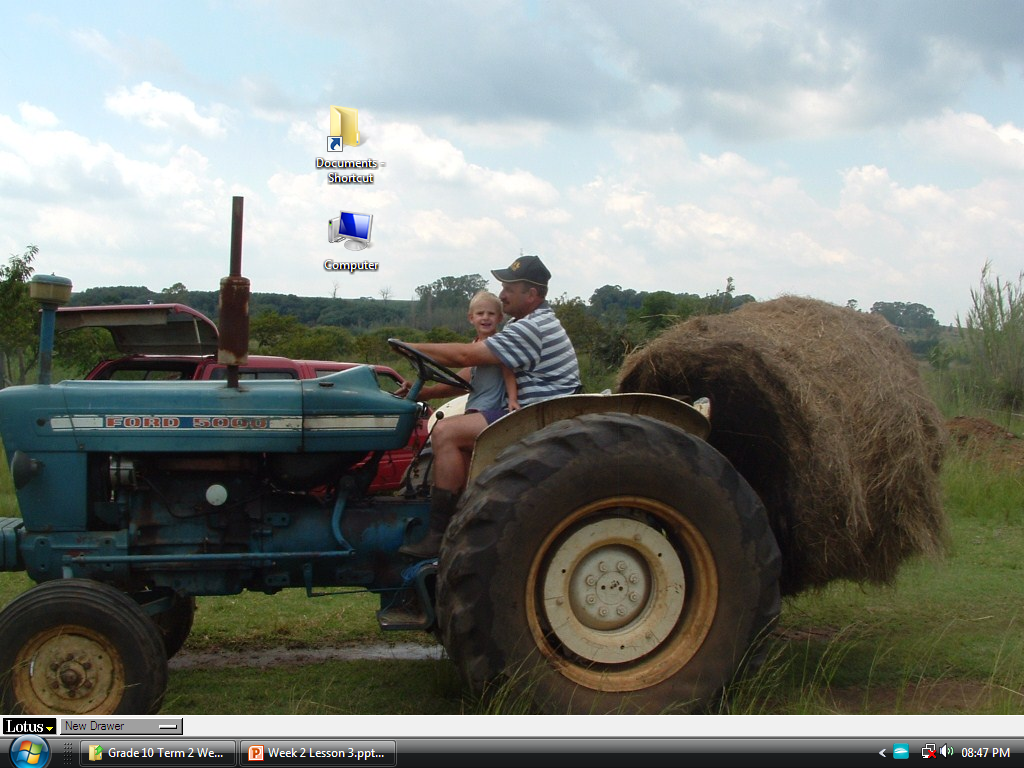 Documents -
Shortcut
Computer
FORD 5000
Lotus
New Drawer
Grade 10 Term 2 We...
Week 2 Lesson 3.ppt...
08:47 PM